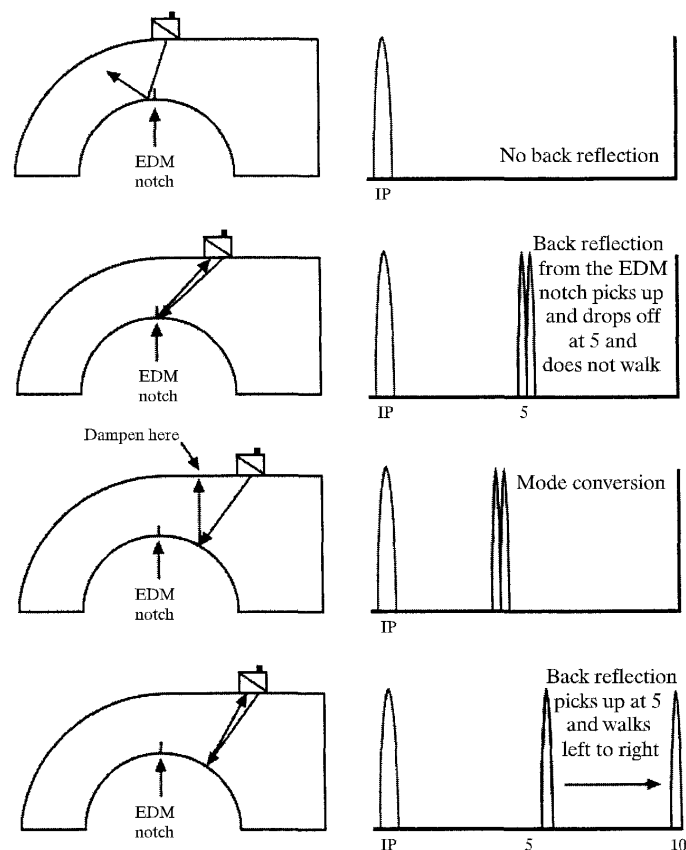 EDM
notch
No back reflection
IP
EDM
notch
Back reflection
from the EDM
notch picks up
and drops off
at 5 and
does not walk
IP
5
Dampen here
EDM
notch
Mode conversion
IP
EDM
notch
Back reflection
picks up at 5
and walks
left to right
IP
5
10